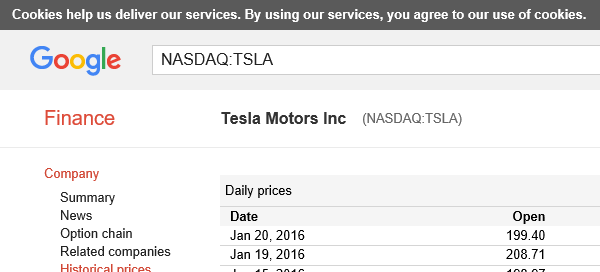 Cookies help us deliver our services. By using our services, you agree to our use of cookies.
Google NASDAQ:TSLA
Finance Tesla Motors Inc (NASDAQ:TSLA)
Company
Summary
News
Option chain
Related companies
Historical prices
Daily prices
Date Open
Jan 20, 2016 199.40
Jan 19, 2016 208.71